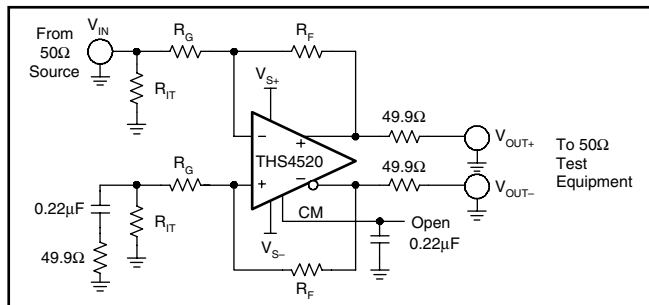 From
50Ω
Source
V_IN
R_G
R_F
R_IT
V_S+
49.9Ω
V_OUT+
− +
THS4520
+ −
R_G
49.9Ω
V_OUT−
To 50Ω
Test
Equipment
0.22µF
R_IT
49.9Ω
V_S−
CM
Open
0.22µF
R_F